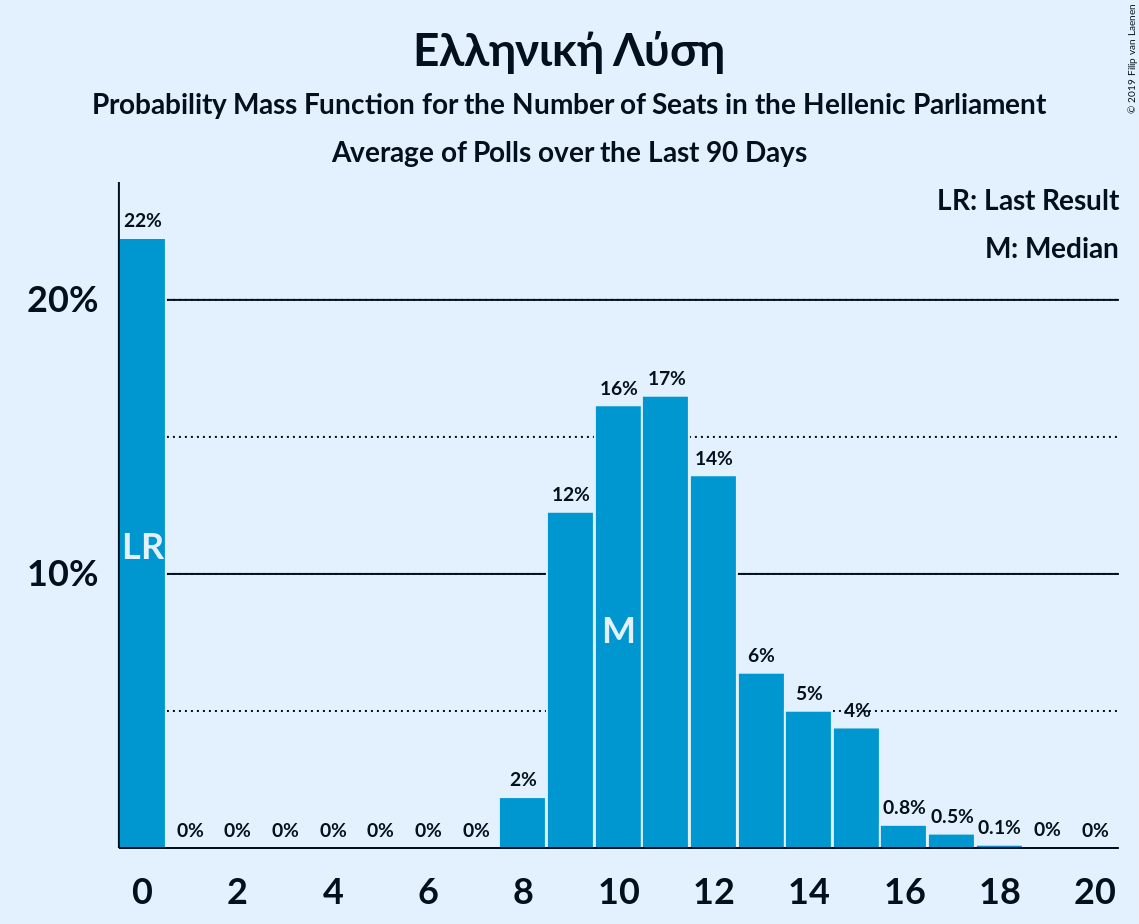 Ελληνική Λύση
Probability Mass Function for the Number of Seats in the Hellenic Parliament
Average of Polls over the Last 90 Days
© 2019 Filip van Laenen
LR: Last Result
M: Median
20%
10%
22%
0%
0%
0%
0%
0%
0%
0%
2%
12%
16%
17%
14%
6%
5%
4%
0.8%
0.5%
0.1%
0%
0%
LR
M
0 2 4 6 8 10 12 14 16 18 20